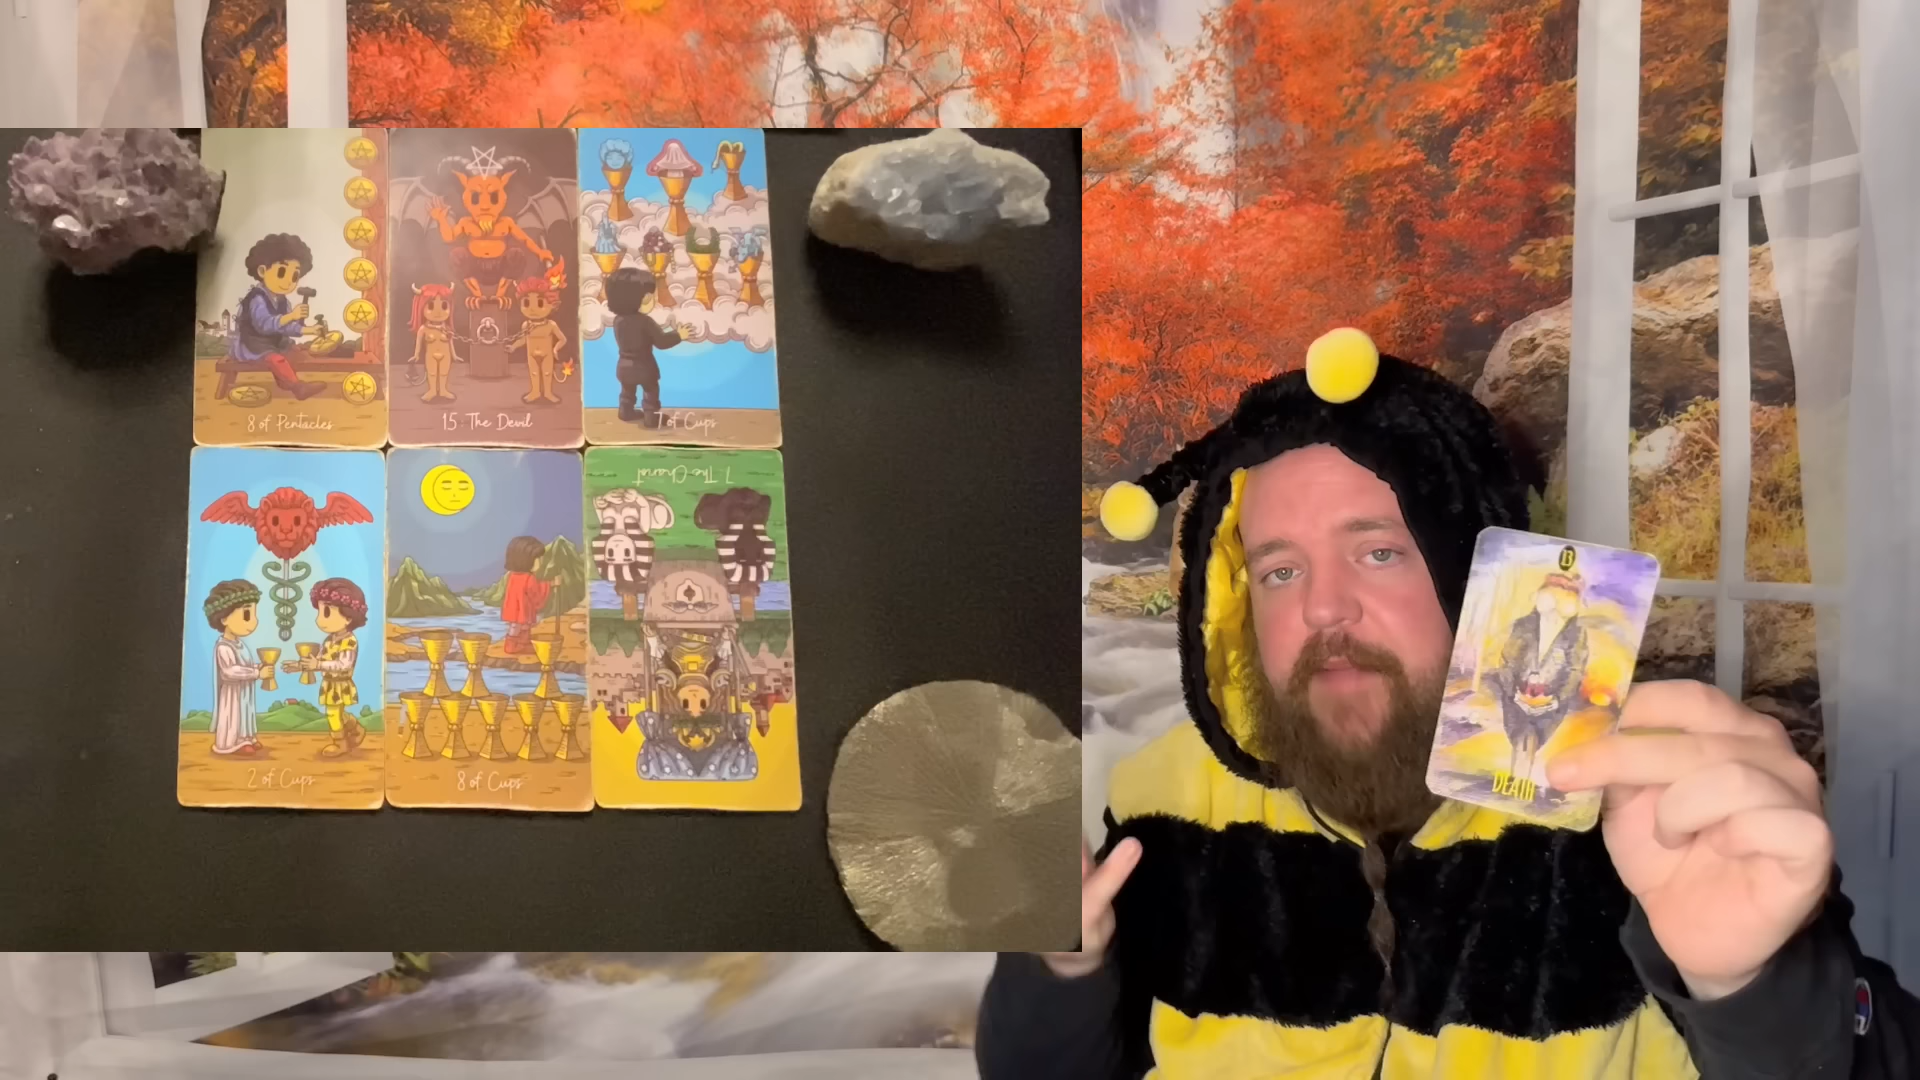 8 of Pentacles
15 The Devil
7 of Cups
2 of Cups
8 of Cups
7 The Chariot
13
DEATH